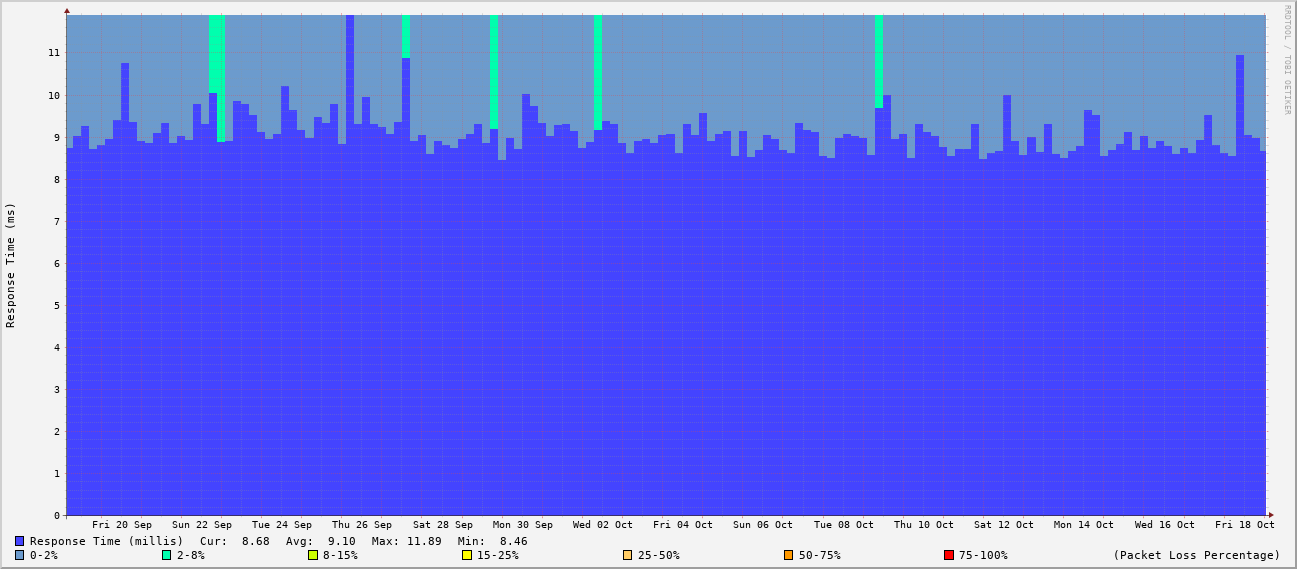 RRDTOOL / TOBI OETIKER
Response Time (ms)
11
10
9
8
7
6
5
4
3
2
1
0
Fri 20 Sep Sun 22 Sep Tue 24 Sep Thu 26 Sep Sat 28 Sep Mon 30 Sep Wed 02 Oct Fri 04 Oct Sun 06 Oct Tue 08 Oct Thu 10 Oct Sat 12 Oct Mon 14 Oct Wed 16 Oct Fri 18 Oct
Response Time (millis) Cur: 8.68 Avg: 9.10 Max: 11.89 Min: 8.46
0-2% 2-8% 8-15% 15-25% 25-50% 50-75% 75-100% (Packet Loss Percentage)